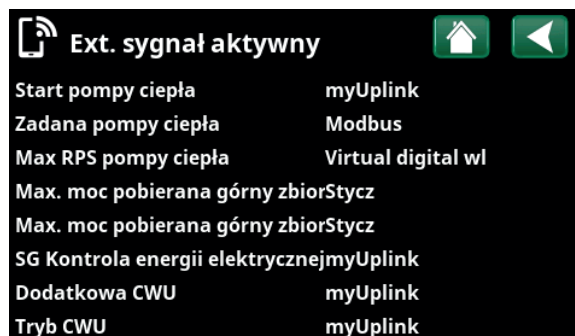 Ext. sygnał aktywny
Start pompy ciepła myUplink
Zadana pompy ciepła Modbus
Max RPS pompy ciepła Virtual digital wl
Max. moc pobierana górny zbiorStycz
Max. moc pobierana górny zbiorStycz
SG Kontrola energii elektrycznejmyUplink
Dodatkowa CWU myUplink
Tryb CWU myUplink